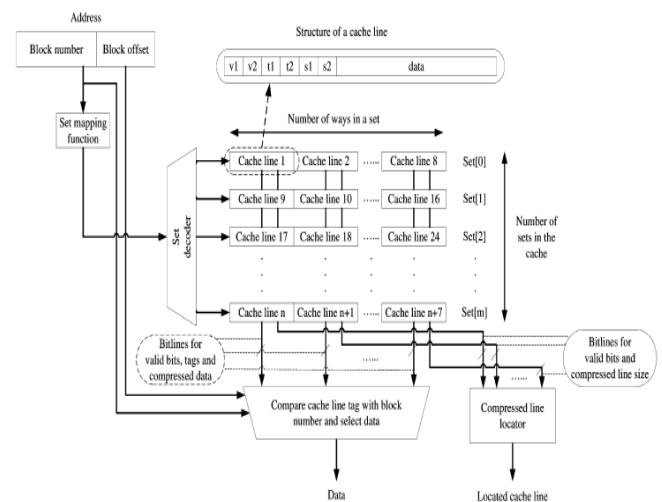 Address
Structure of a cache line
Block number Block offset
v1 v2 t1 t2 s1 s2 data
Number of ways in a set
Set mapping
function
Cache line 1 Cache line 2 ...... Cache line 8 Set[0]
Cache line 9 Cache line 10 ...... Cache line 16 Set[1]
Cache line 17 Cache line 18 ...... Cache line 24 Set[2]
Set
decoder
Number of
sets in the
cache
Cache line n Cache line n+1 ...... Cache line n+7 Set[m]
Bitlines for
valid bits, tags and
compressed data
......
Bitlines for
valid bits and
compressed line size
......
Compare cache line tag with block
number and select data
Compressed line
locator
Data
Located cache line